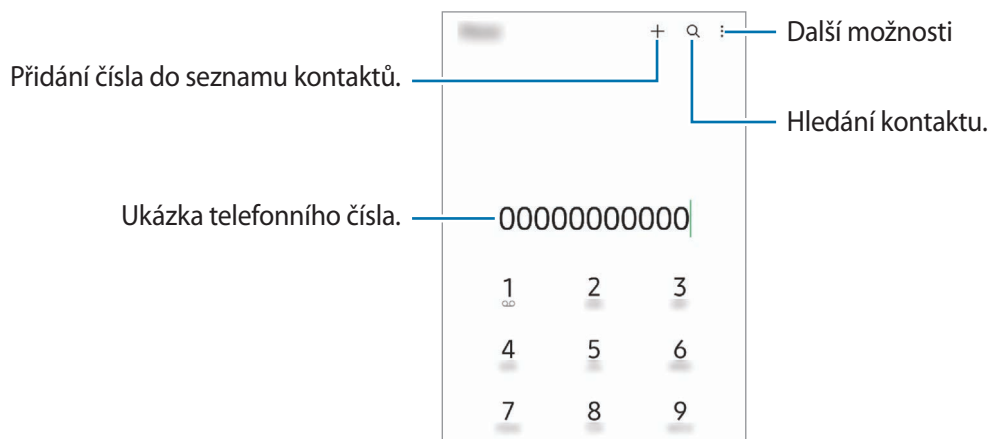 Další možnosti
Přidání čísla do seznamu kontaktů.
Hledání kontaktu.
Ukázka telefonního čísla.
00000000000
1 2 3
4 5 6
7 8 9